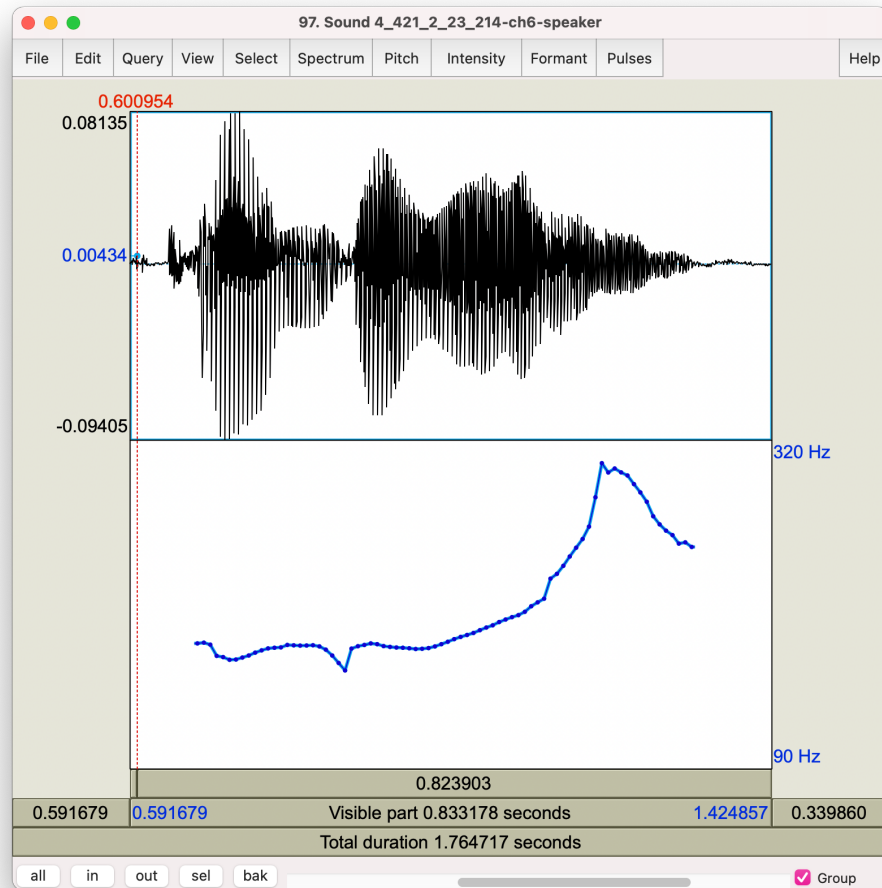 97. Sound 4_421_2_23_214-ch6-speaker
File Edit Query View Select Spectrum Pitch Intensity Formant Pulses Help
0.600954
0.08135
0.00434
-0.09405
320 Hz
90 Hz
0.823903
0.591679 0.591679 Visible part 0.833178 seconds 1.424857 0.339860
Total duration 1.764717 seconds
all in out sel bak Group